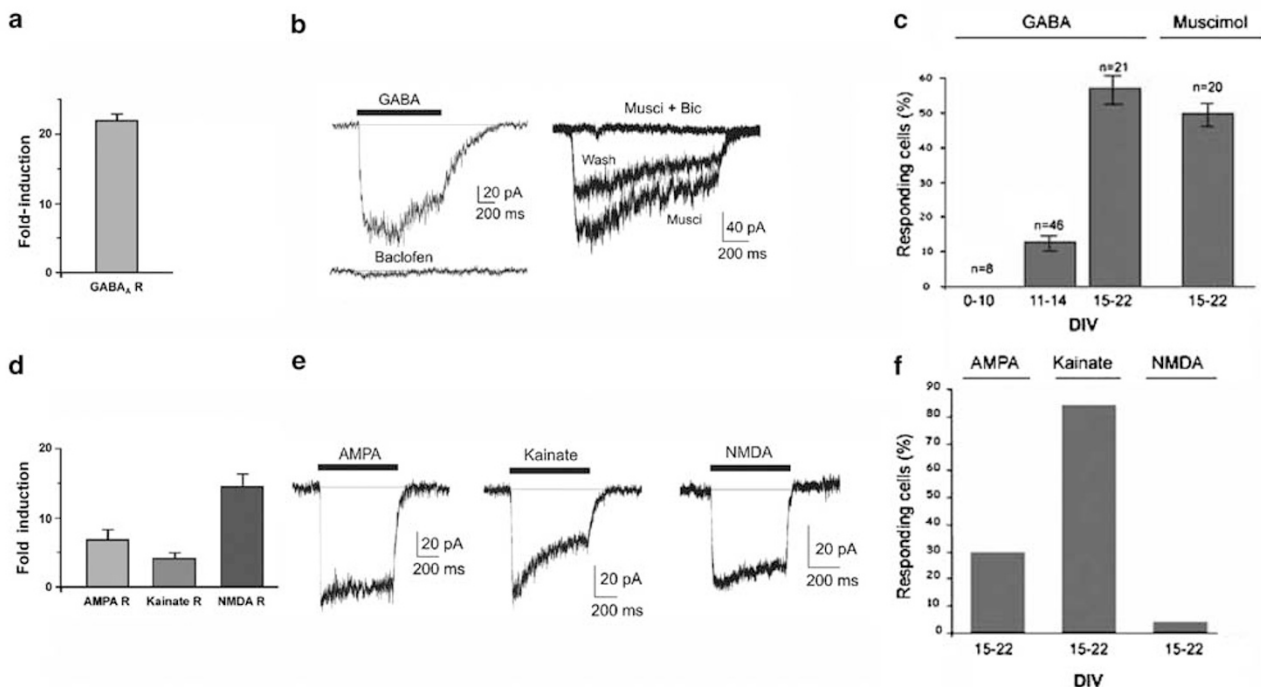 a
Fold-induction
20
10
0
GABAA R
b
GABA
20 pA
200 ms
Baclofen
Musci + Bic
Wash
Musci
40 pA
200 ms
c
GABA
Muscimol
Responding cells (%)
60
50
40
30
20
10
0
n=8
n=46
n=21
n=20
0-10
11-14
15-22
15-22
DIV
d
Fold induction
20
10
0
AMPA R
Kainate R
NMDA R
e
AMPA
20 pA
200 ms
Kainate
20 pA
200 ms
NMDA
20 pA
200 ms
f
AMPA
Kainate
NMDA
Responding cells (%)
90
80
70
60
50
40
30
20
10
0
15-22
15-22
15-22
DIV